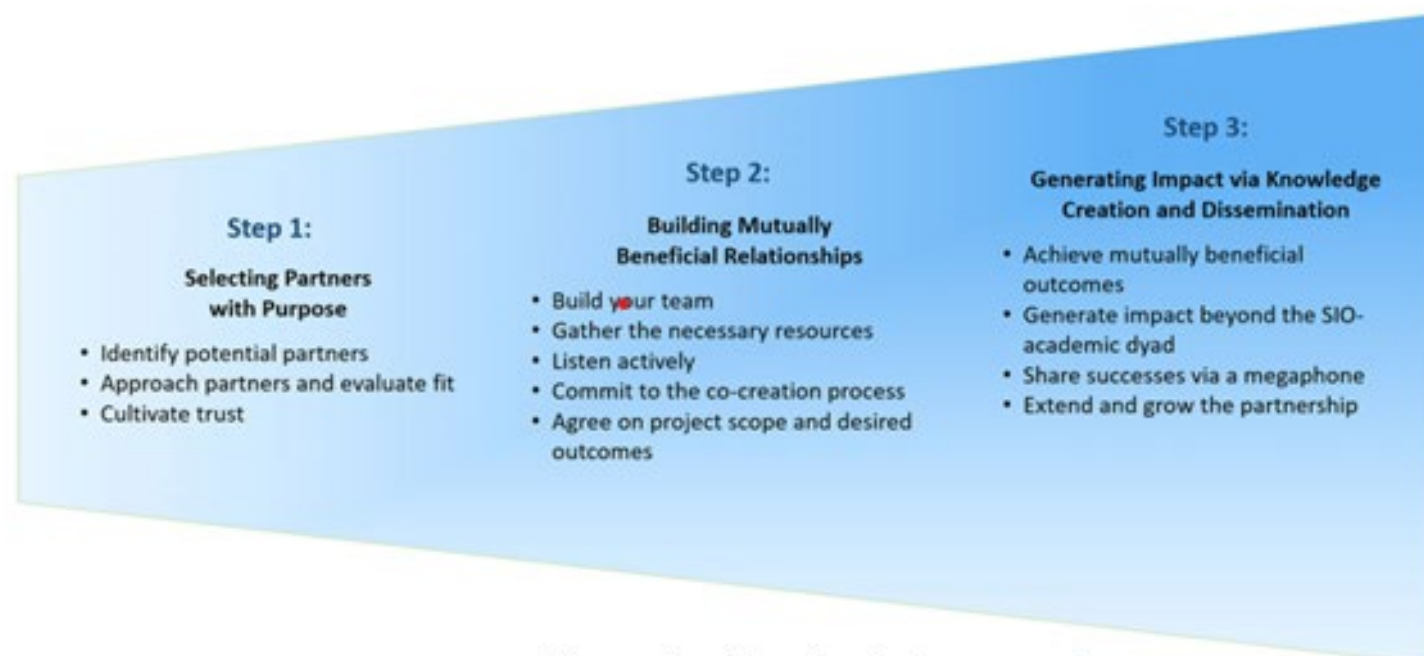 Step 1:
Selecting Partners
with Purpose
• Identify potential partners
• Approach partners and evaluate fit
• Cultivate trust
Step 2:
Building Mutually
Beneficial Relationships
• Build your team
• Gather the necessary resources
• Listen actively
• Commit to the co-creation process
• Agree on project scope and desired
outcomes
Step 3:
Generating Impact via Knowledge
Creation and Dissemination
• Achieve mutually beneficial
outcomes
• Generate impact beyond the SIO-
academic dyad
• Share successes via a megaphone
• Extend and grow the partnership